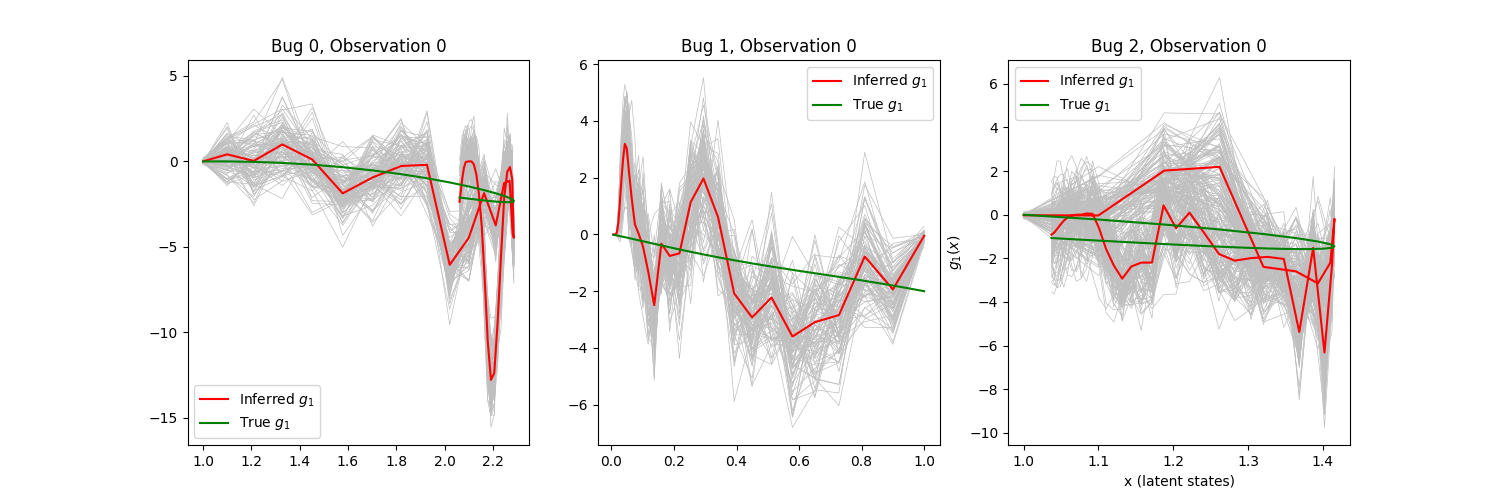 Bug 0, Observation 0
5
0
−5
−10
−15
1.0 1.2 1.4 1.6 1.8 2.0 2.2
Inferred g₁
True g₁
Bug 1, Observation 0
6
4
2
0
−2
−4
−6
0.0 0.2 0.4 0.6 0.8 1.0
Inferred g₁
True g₁
Bug 2, Observation 0
g₁(x)
6
4
2
0
−2
−4
−6
−8
−10
1.0 1.1 1.2 1.3 1.4
x (latent states)
Inferred g₁
True g₁